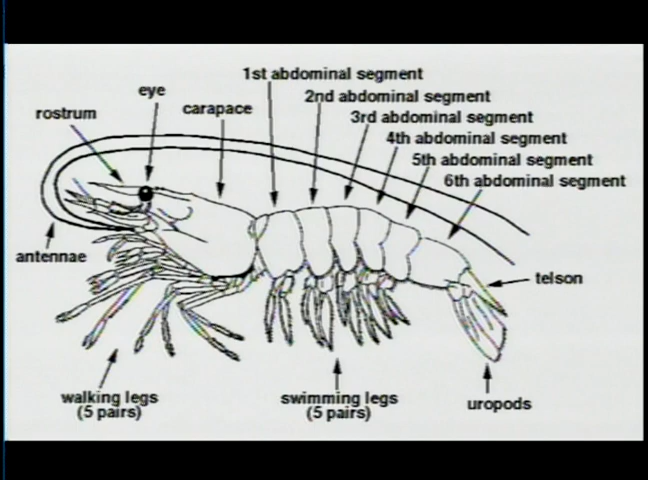 1st abdominal segment
eye
2nd abdominal segment
rostrum
carapace
3rd abdominal segment
4th abdominal segment
5th abdominal segment
6th abdominal segment
antennae
telson
walking legs
(5 pairs)
swimming legs
(5 pairs)
uropods